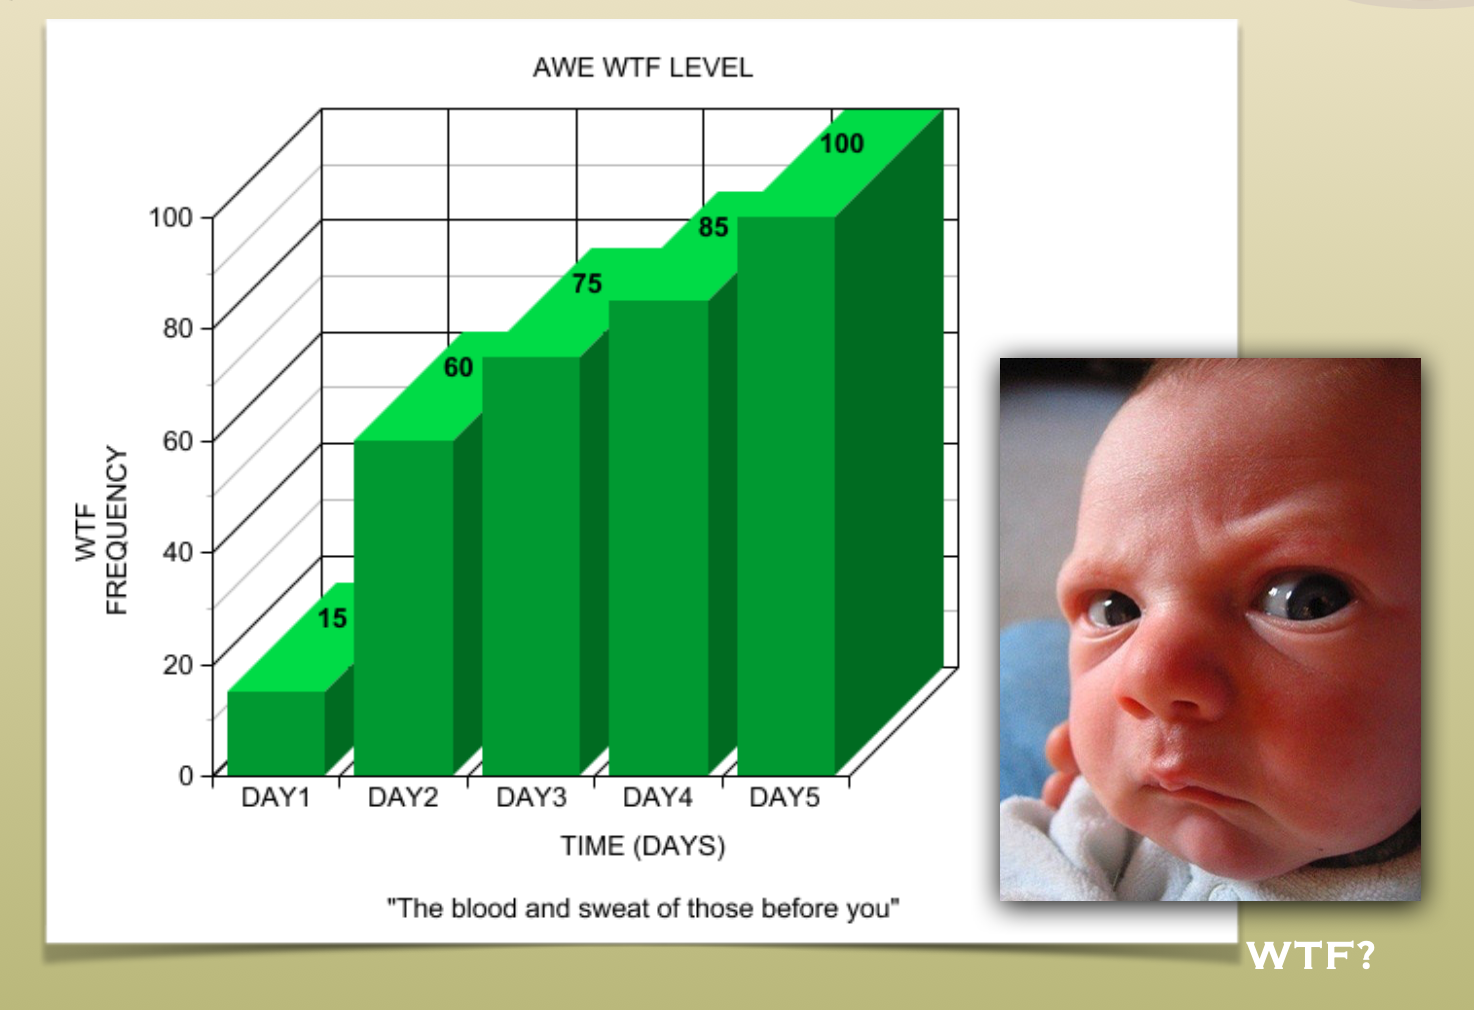 AWE WTF LEVEL
100
85
75
60
15
100
80
60
40
20
0
WTF
FREQUENCY
DAY1 DAY2 DAY3 DAY4 DAY5
TIME (DAYS)
"The blood and sweat of those before you"
WTF?